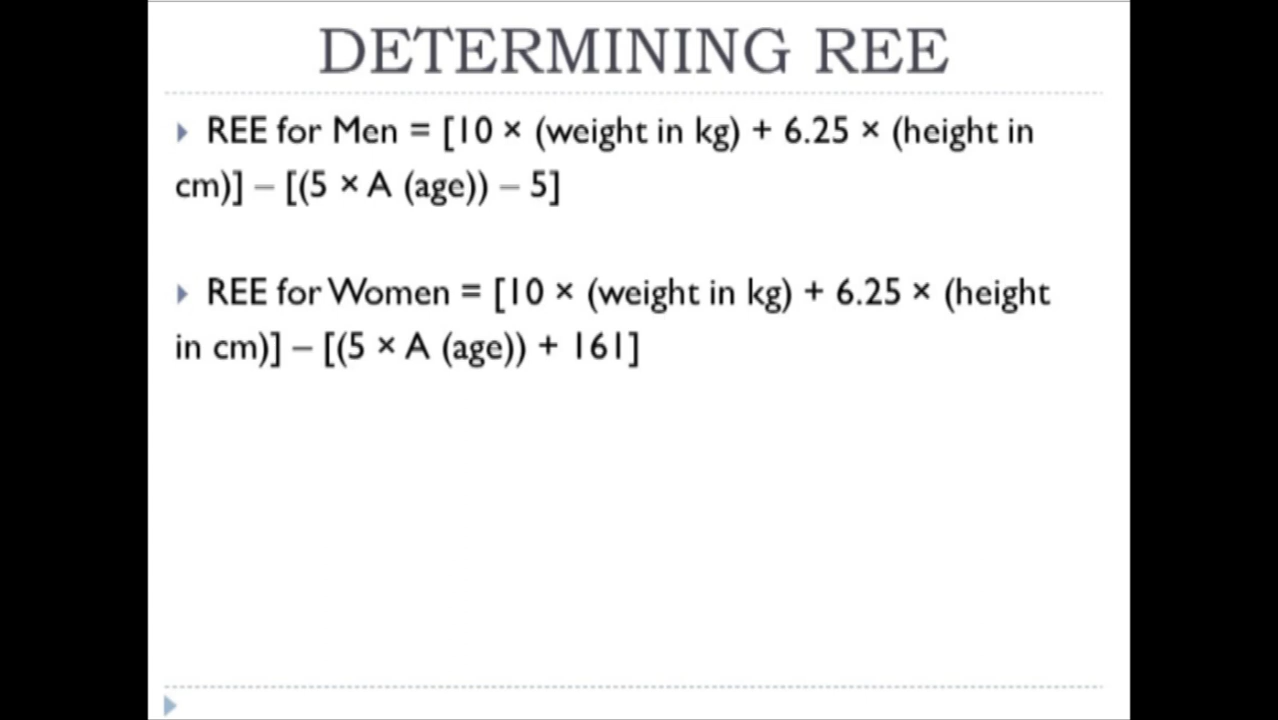 DETERMINING REE
REE for Men = [10 × (weight in kg) + 6.25 × (height in
cm)] – [(5 × A (age)) – 5]
REE for Women = [10 × (weight in kg) + 6.25 × (height
in cm)] – [(5 × A (age)) + 161]